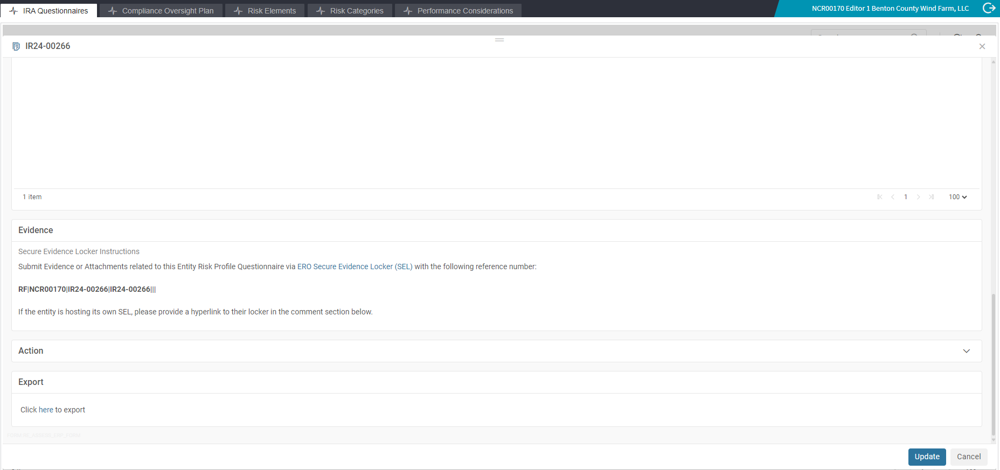 IRA Questionnaires
Compliance Oversight Plan
Risk Elements
Risk Categories
Performance Considerations
NCR00170 Editor 1 Benton County Wind Farm, LLC
IR24-00266
1 item
1
100
Evidence
Secure Evidence Locker Instructions
Submit Evidence or Attachments related to this Entity Risk Profile Questionnaire via ERO Secure Evidence Locker (SEL) with the following reference number:
RF|NCR00170|IR24-00266|IR24-00266|||
If the entity is hosting its own SEL, please provide a hyperlink to their locker in the comment section below.
Action
Export
Click here to export
Update
Cancel